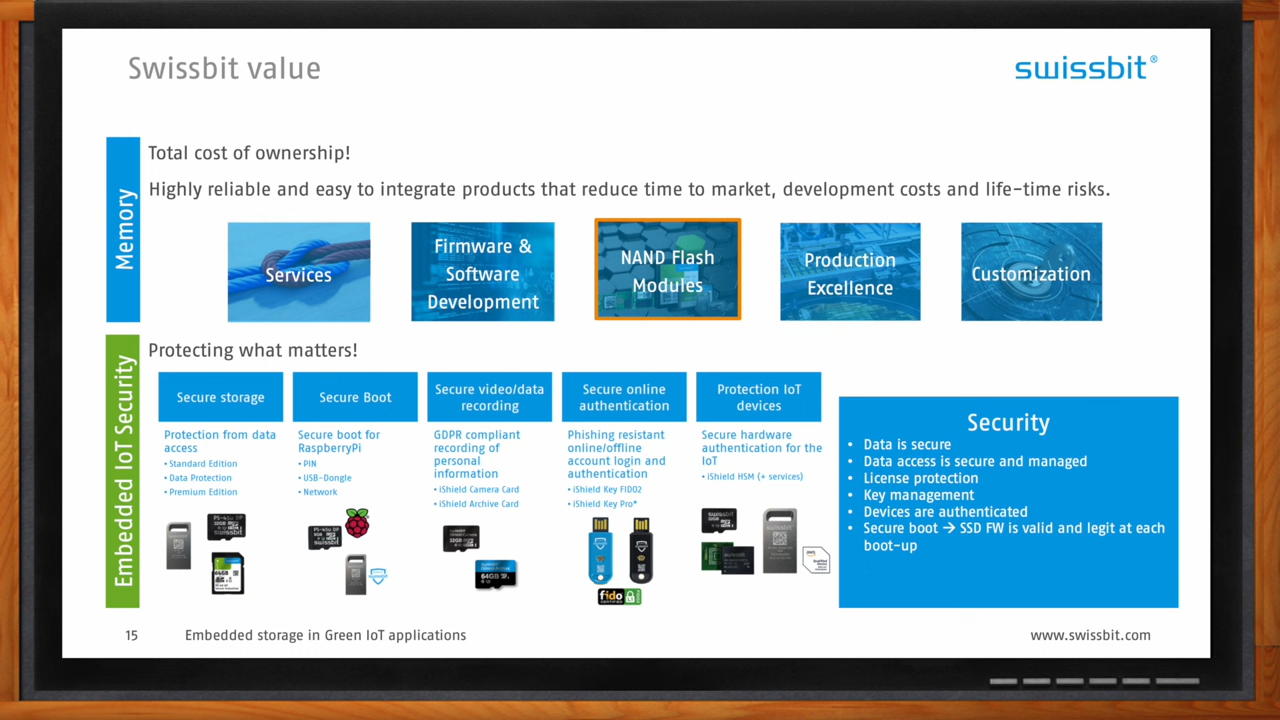 Swissbit value
swissbit®
Memory
Total cost of ownership!
Highly reliable and easy to integrate products that reduce time to market, development costs and life-time risks.
Services
Firmware &
Software
Development
NAND Flash
Modules
Production
Excellence
Customization
Embedded IoT Security
Protecting what matters!
Secure storage
Protection from data
access
• Standard Edition
• Data Protection
• Premium Edition
Secure Boot
Secure boot for
RaspberryPi
• PIN
• USB-Dongle
• Network
Secure video/data
recording
GDPR compliant
recording of
personal
information
• iShield Camera Card
• iShield Archive Card
64GB
Secure online
authentication
Phishing resistant
online/offline
account login and
authentication
• iShield Key FIDO2
• iShield Key Pro*
fido
Protection IoT
devices
Secure hardware
authentication for the
IoT
• iShield HSM (+ services)
swissbit
Security
• Data is secure
• Data access is secure and managed
• License protection
• Key management
• Devices are authenticated
• Secure boot → SSD FW is valid and legit at each
boot-up
15
Embedded storage in Green IoT applications
www.swissbit.com